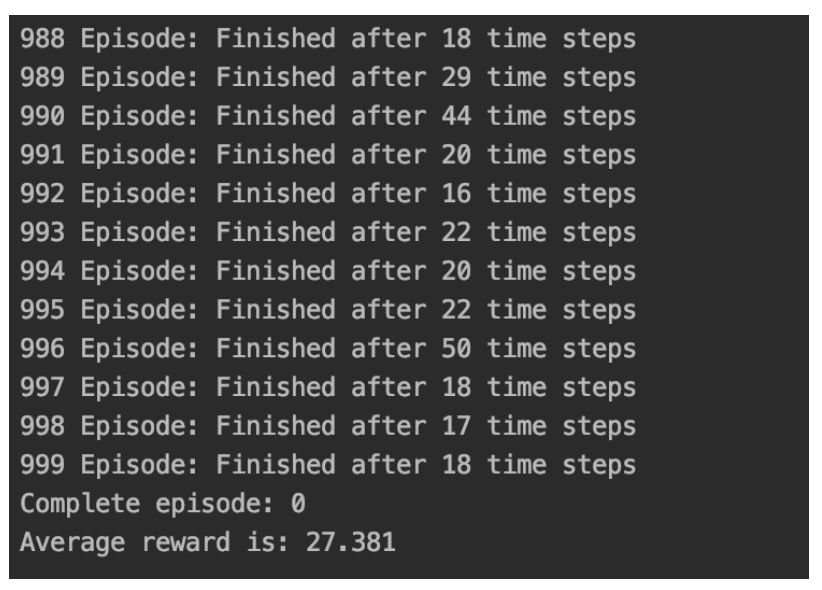 988 Episode: Finished after 18 time steps
989 Episode: Finished after 29 time steps
990 Episode: Finished after 44 time steps
991 Episode: Finished after 20 time steps
992 Episode: Finished after 16 time steps
993 Episode: Finished after 22 time steps
994 Episode: Finished after 20 time steps
995 Episode: Finished after 22 time steps
996 Episode: Finished after 50 time steps
997 Episode: Finished after 18 time steps
998 Episode: Finished after 17 time steps
999 Episode: Finished after 18 time steps
Complete episode: 0
Average reward is: 27.381